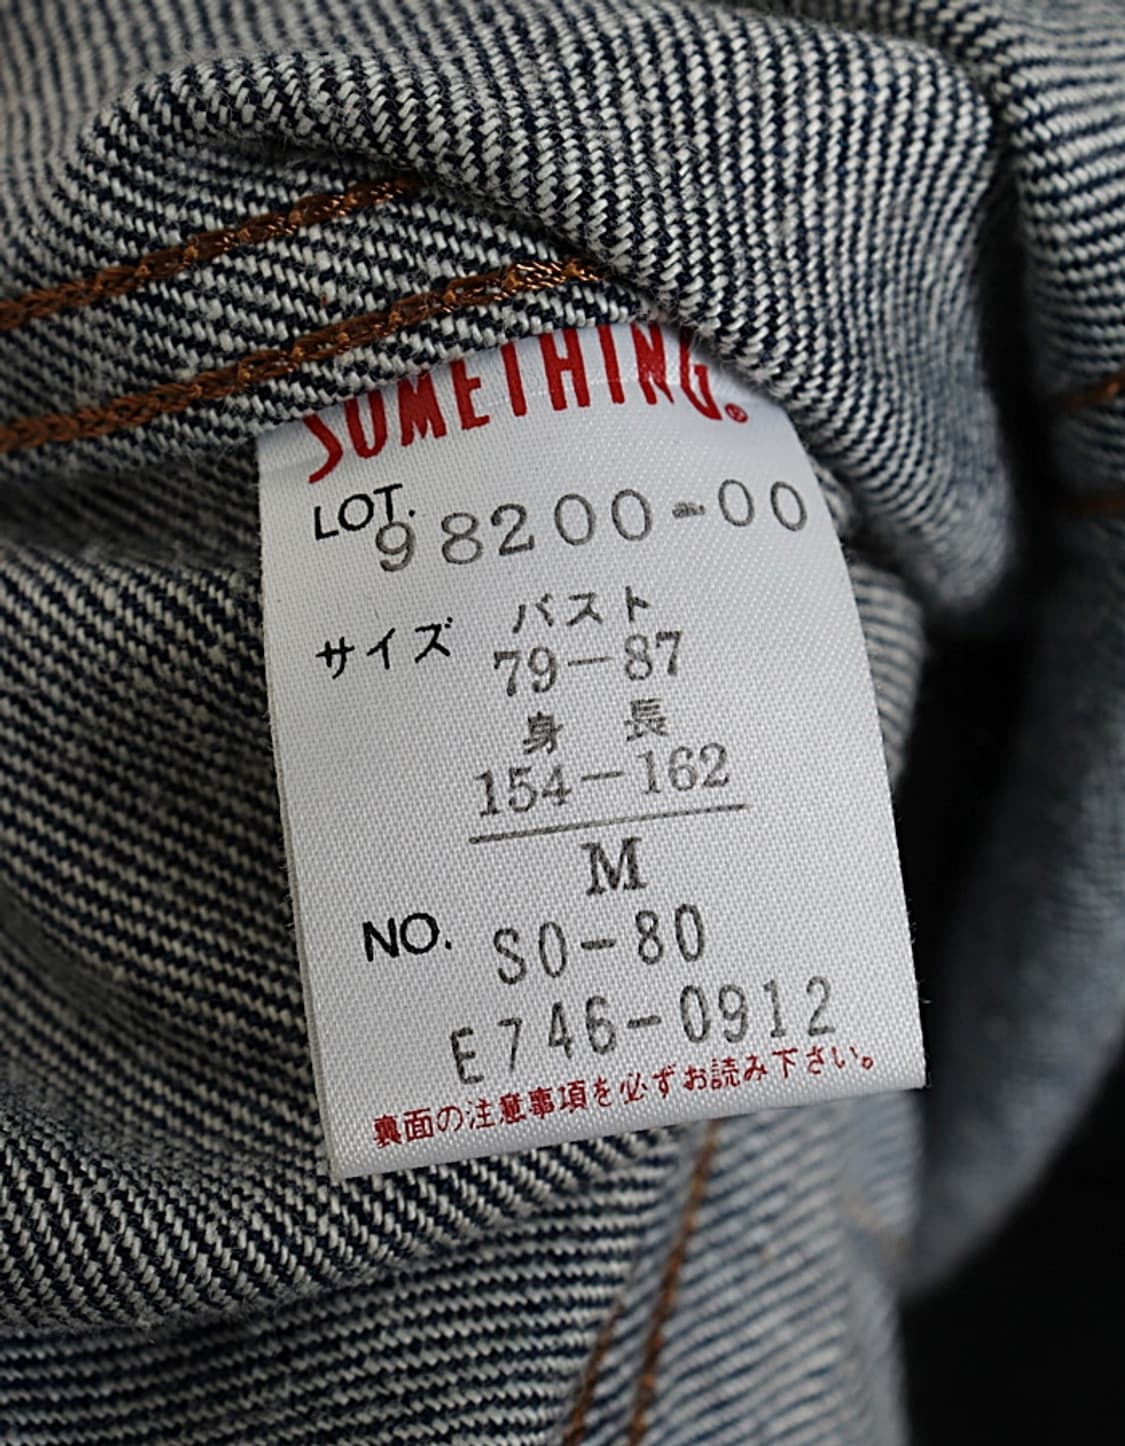 SOMETHING®
LOT. 98200-00
サイズ バスト
79-87
身長
154-162
M
NO. SO-80
E746-0912
裏面の注意事項を必ずお読み下さい。